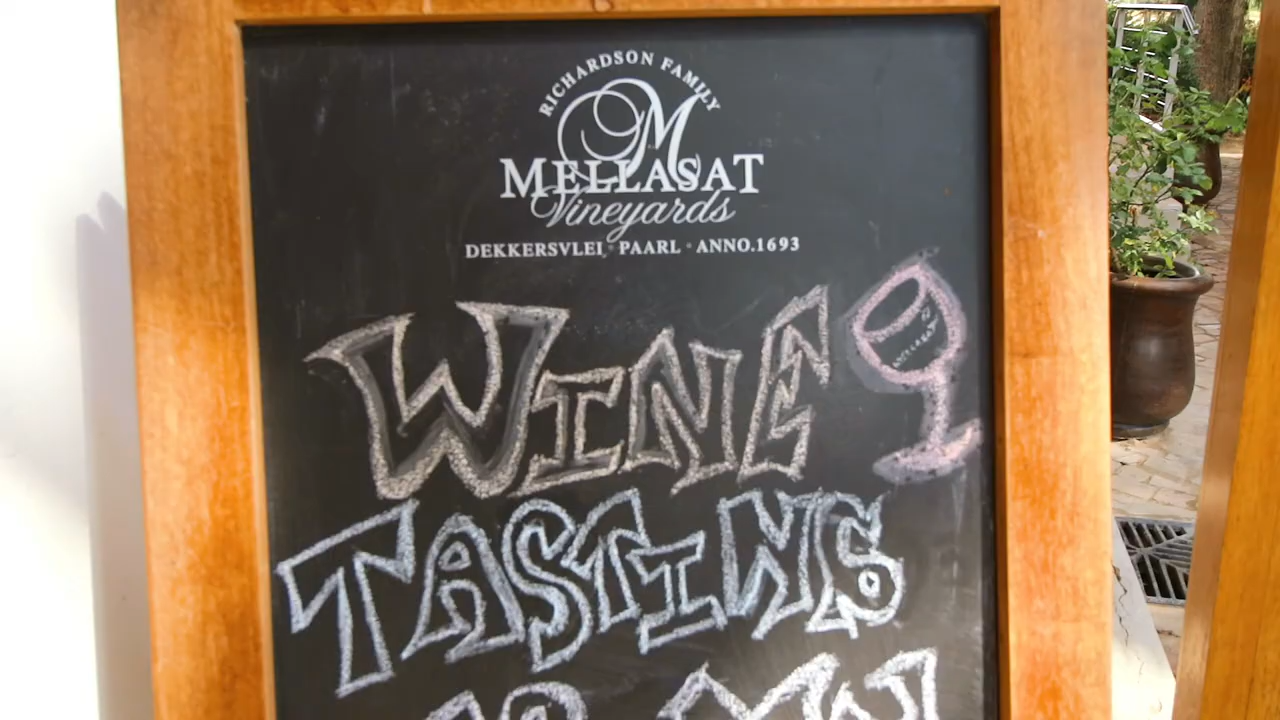 RICHARDSON FAMILY
M
MELLASAT
Vineyards
DEKKERSVLEI • PAARL • ANNO.1693
WINE
TASTING